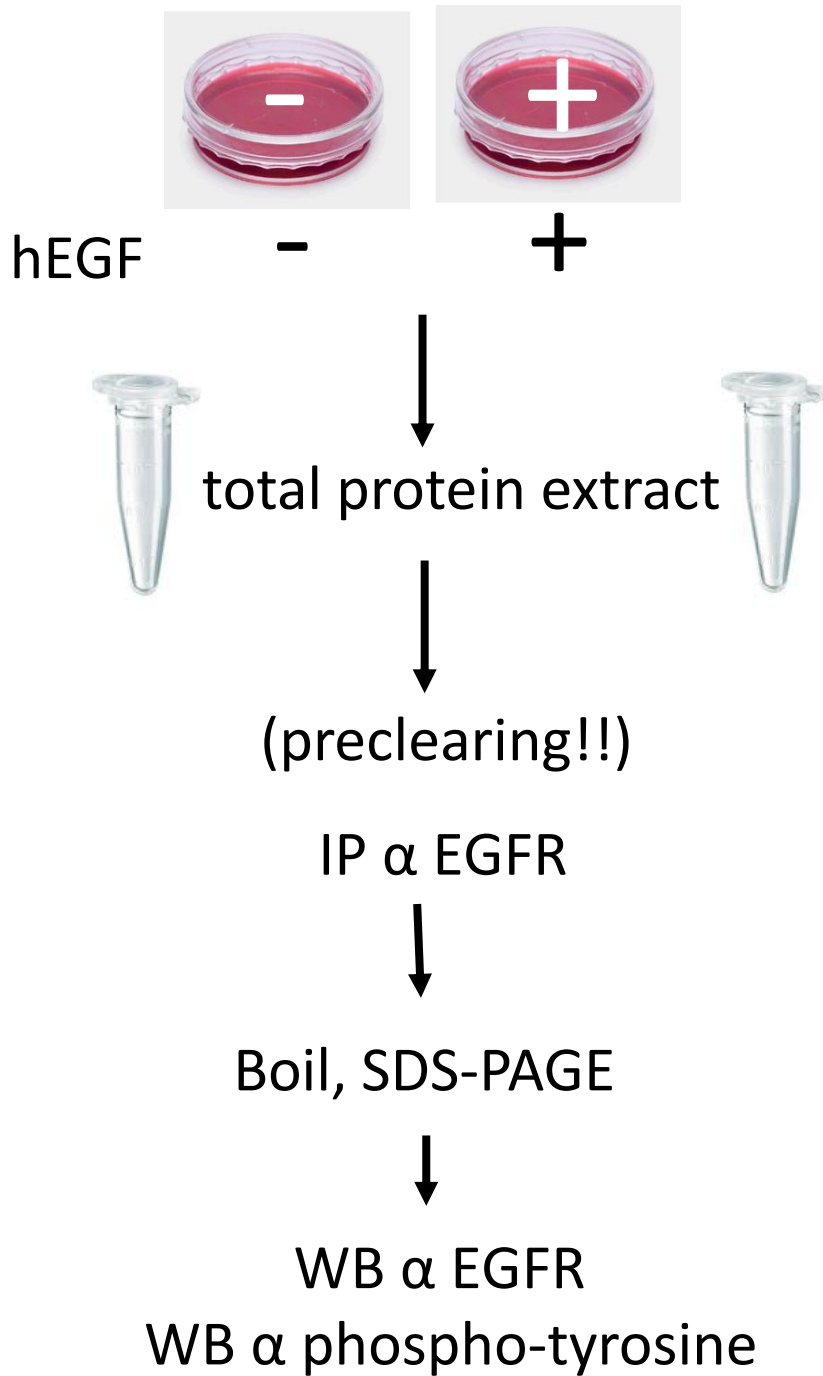 - +
hEGF - +
total protein extract
(preclearing!!)
IP α EGFR
Boil, SDS-PAGE
WB α EGFR
WB α phospho-tyrosine